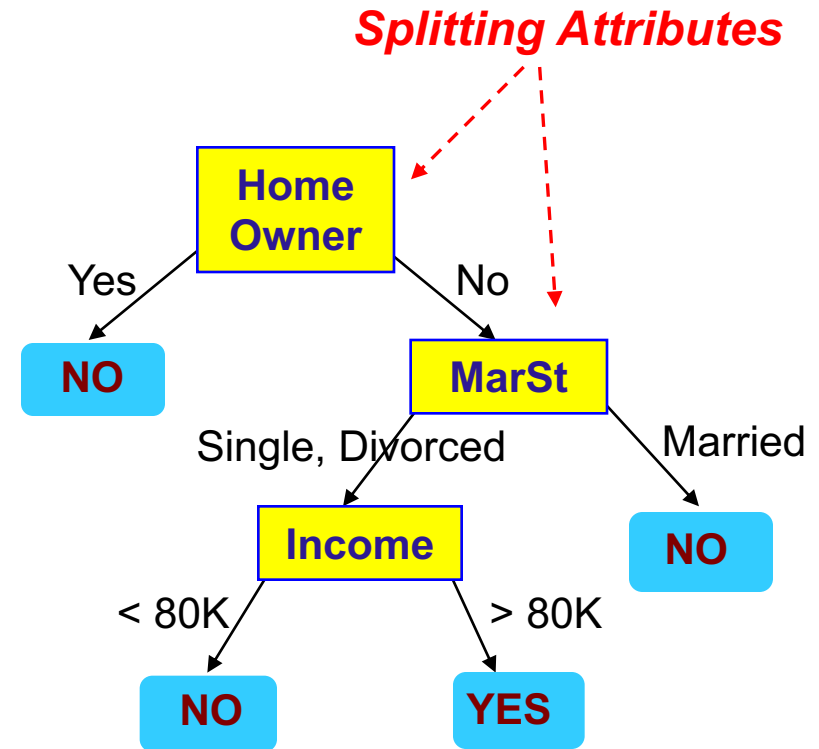 Splitting Attributes
Home
Owner
Yes
No
NO
MarSt
Single, Divorced
Married
Income
NO
< 80K
> 80K
NO
YES